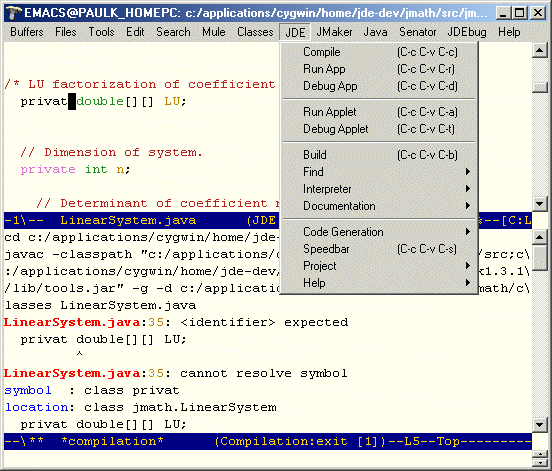 EMACS@PAULK_HOMEPC: c:/applications/cygwin/home/jde-dev/jmath/src/jm...
Buffers Files Tools Edit Search Mule Classes JDE JMaker Java Senator JDEbug Help
/* LU factorization of coefficient
privat double[][] LU;
// Dimension of system.
private int n;
// Determinant of coefficient
Compile (C-c C-v C-c)
Run App (C-c C-v C-r)
Debug App (C-c C-v C-d)
Run Applet (C-c C-v C-a)
Debug Applet (C-c C-v C-t)
Build (C-c C-v C-b)
Find
Interpreter
Documentation
Code Generation
Speedbar (C-c C-v C-s)
Project
Help
-1\-- LinearSystem.java (JDE %--[C:L
cd c:/applications/cygwin/home/jde-dev/
javac -classpath "c:/applications/c src;c\
:/applications/cygwin/home/jde-dev/ k1.3.1\
/lib/tools.jar" -g -d c:/applicatio math/c\
lasses LinearSystem.java
LinearSystem.java:35: <identifier> expected
privat double[][] LU;
^
LinearSystem.java:35: cannot resolve symbol
symbol : class privat
location: class jmath.LinearSystem
privat double[][] LU;
--\** *compilation* (Compilation:exit [1])--L5--Top----------